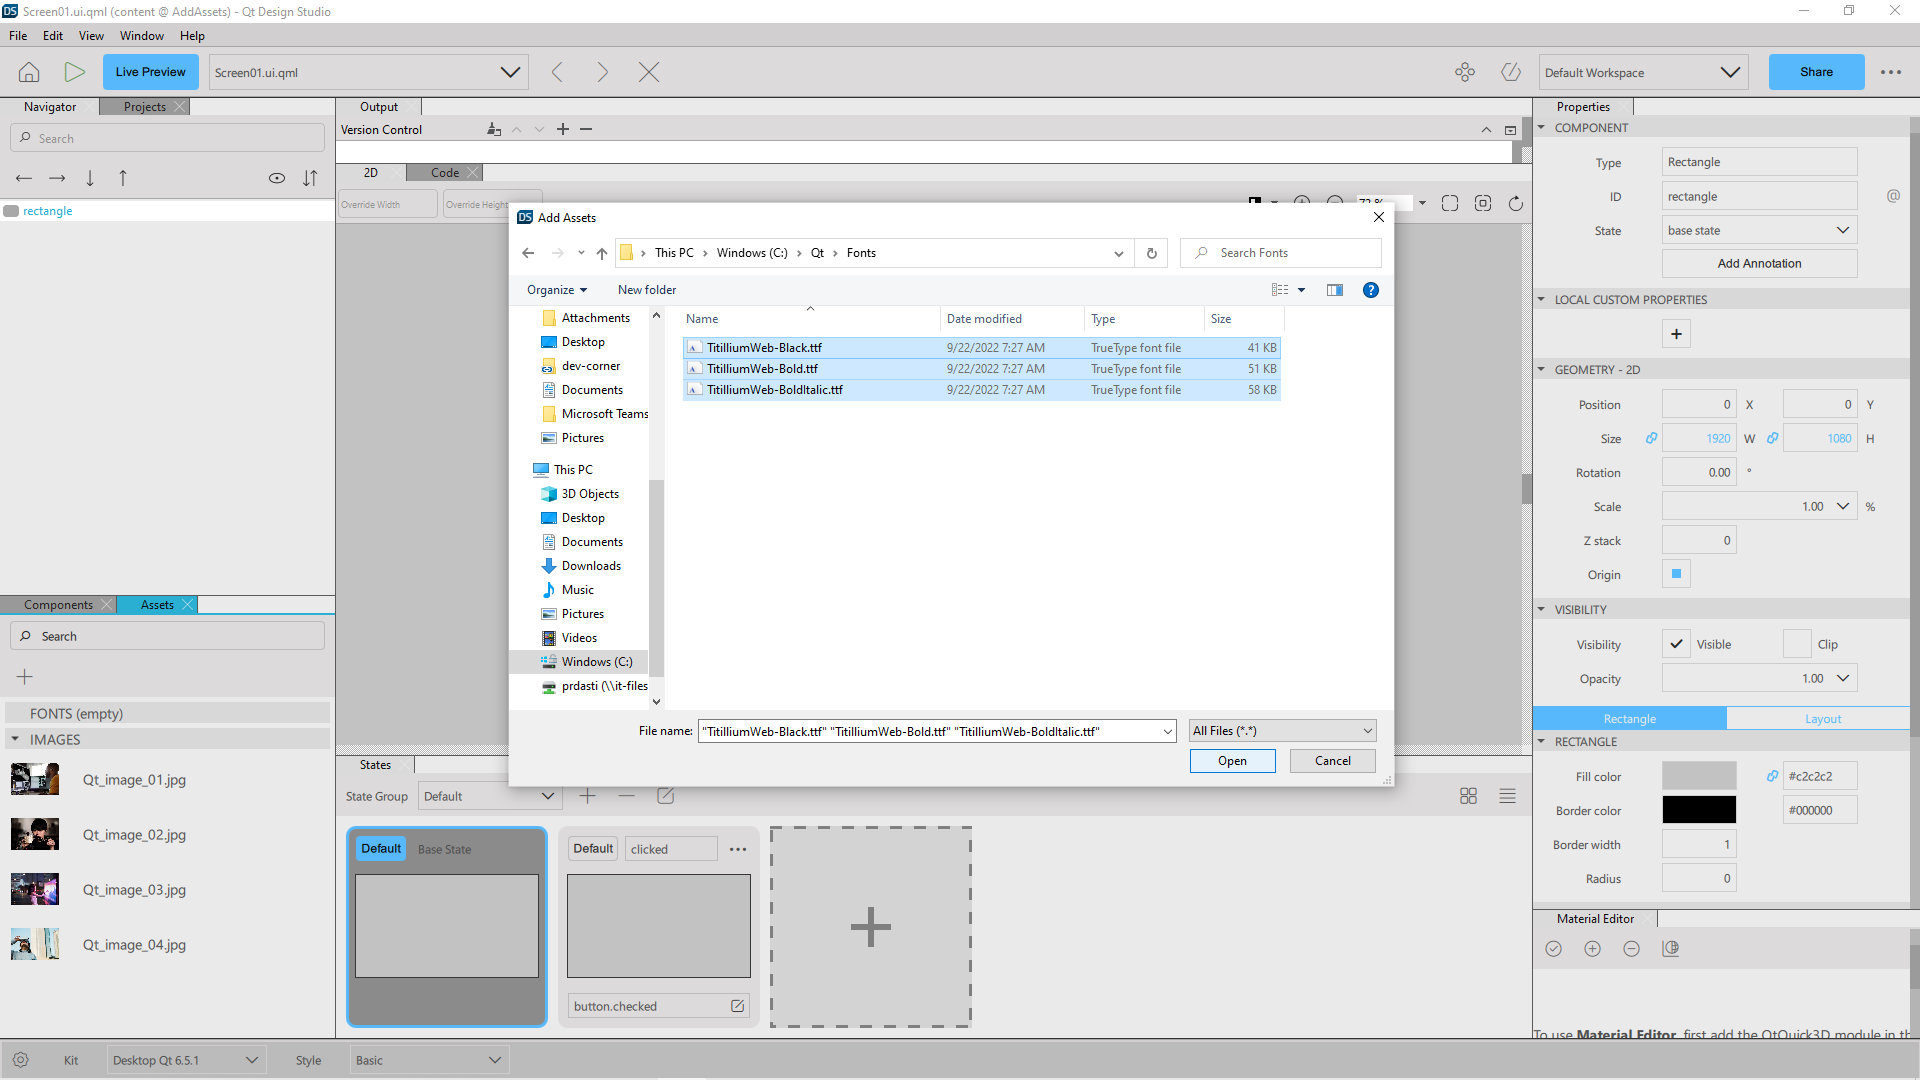 Screen01.ui.qml (content @ AddAssets) - Qt Design Studio
File Edit View Window Help
Live Preview Screen01.ui.qml Default Workspace Share
Navigator Projects Output Properties
Search Version Control COMPONENT
Type Rectangle
2D Code
ID rectangle @
Override Width Override Height
rectangle
State base state
Add Annotation
LOCAL CUSTOM PROPERTIES
GEOMETRY - 2D
Position 0 X 0 Y
Size 1920 W 1080 H
Rotation 0.00 °
Scale 1.00 %
Z stack 0
Origin
VISIBILITY
Visibility Visible Clip
Opacity 1.00
Rectangle Layout
RECTANGLE
Fill color #c2c2c2
Border color #000000
Border width 1
Radius 0
Material Editor
To use Material Editor, first add the QtQuick3D module in th
DS Add Assets
This PC Windows (C:) Qt Fonts Search Fonts
Organize New folder
Attachments
Desktop
dev-corner
Documents
Microsoft Teams
Pictures
This PC
3D Objects
Desktop
Documents
Downloads
Music
Pictures
Videos
Windows (C:)
prdasti (\\it-files
Name Date modified Type Size
TitilliumWeb-Black.ttf 9/22/2022 7:27 AM TrueType font file 41 KB
TitilliumWeb-Bold.ttf 9/22/2022 7:27 AM TrueType font file 51 KB
TitilliumWeb-BoldItalic.ttf 9/22/2022 7:27 AM TrueType font file 58 KB
File name: "TitilliumWeb-Black.ttf" "TitilliumWeb-Bold.ttf" "TitilliumWeb-BoldItalic.ttf" All Files (*.*)
Open Cancel
Components Assets
Search
FONTS (empty)
IMAGES
Qt_image_01.jpg
Qt_image_02.jpg
Qt_image_03.jpg
Qt_image_04.jpg
States
State Group Default
Default Base State
Default clicked
button.checked
Kit Desktop Qt 6.5.1 Style Basic